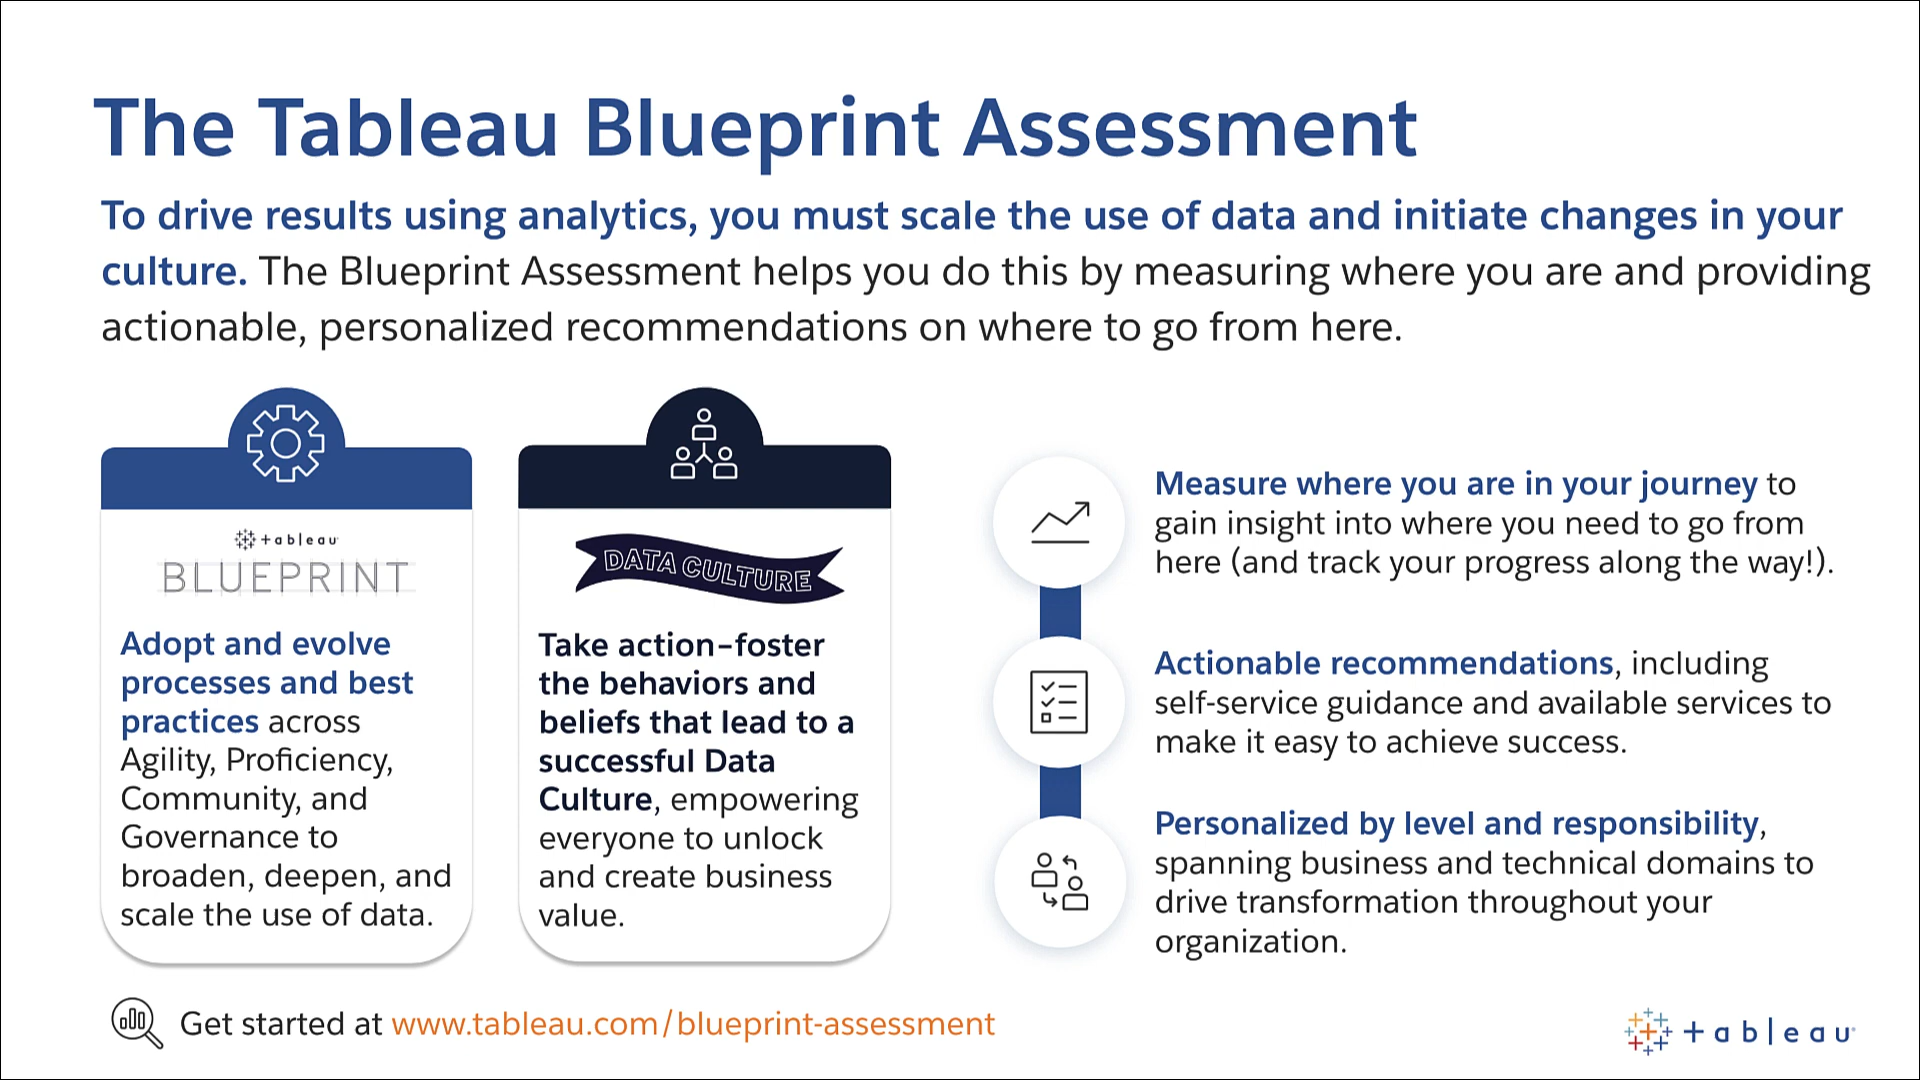 The Tableau Blueprint Assessment
To drive results using analytics, you must scale the use of data and initiate changes in your
culture. The Blueprint Assessment helps you do this by measuring where you are and providing
actionable, personalized recommendations on where to go from here.
+ableau
BLUEPRINT
Adopt and evolve
processes and best
practices across
Agility, Proficiency,
Community, and
Governance to
broaden, deepen, and
scale the use of data.
DATA CULTURE
Take action–foster
the behaviors and
beliefs that lead to a
successful Data
Culture, empowering
everyone to unlock
and create business
value.
Measure where you are in your journey to
gain insight into where you need to go from
here (and track your progress along the way!).
Actionable recommendations, including
self-service guidance and available services to
make it easy to achieve success.
Personalized by level and responsibility,
spanning business and technical domains to
drive transformation throughout your
organization.
Get started at www.tableau.com/blueprint-assessment
+ableau